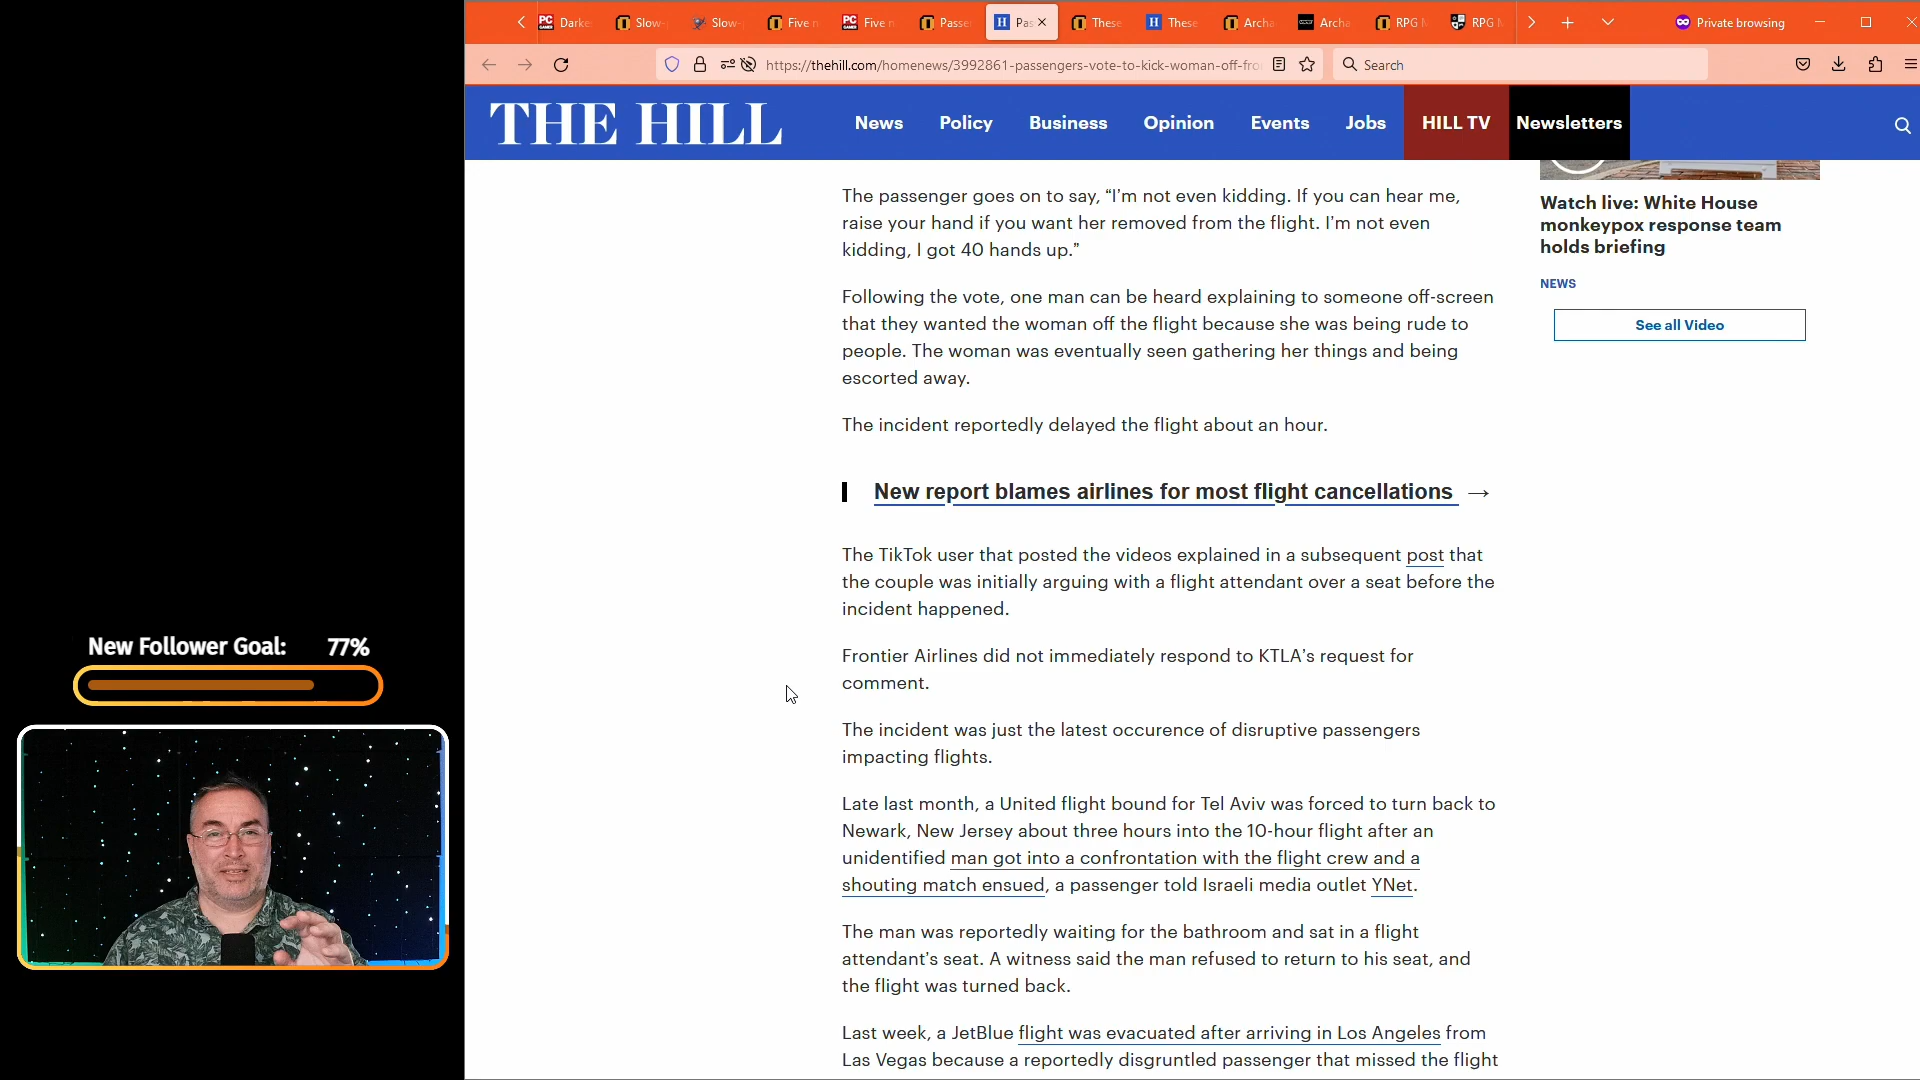 Darke
Slow-
Slow-
Five n
Five n
Passe
Pas
These
These
Archa
Archa
RPG M
RPG M
Private browsing
https://thehill.com/homenews/3992861-passengers-vote-to-kick-woman-off-fro
Search
THE HILL
News
Policy
Business
Opinion
Events
Jobs
HILL TV
Newsletters
The passenger goes on to say, “I’m not even kidding. If you can hear me,
raise your hand if you want her removed from the flight. I’m not even
kidding, I got 40 hands up.”
Following the vote, one man can be heard explaining to someone off-screen
that they wanted the woman off the flight because she was being rude to
people. The woman was eventually seen gathering her things and being
escorted away.
The incident reportedly delayed the flight about an hour.
New report blames airlines for most flight cancellations →
The TikTok user that posted the videos explained in a subsequent post that
the couple was initially arguing with a flight attendant over a seat before the
incident happened.
Frontier Airlines did not immediately respond to KTLA’s request for
comment.
The incident was just the latest occurence of disruptive passengers
impacting flights.
Late last month, a United flight bound for Tel Aviv was forced to turn back to
Newark, New Jersey about three hours into the 10-hour flight after an
unidentified man got into a confrontation with the flight crew and a
shouting match ensued, a passenger told Israeli media outlet YNet.
The man was reportedly waiting for the bathroom and sat in a flight
attendant’s seat. A witness said the man refused to return to his seat, and
the flight was turned back.
Last week, a JetBlue flight was evacuated after arriving in Los Angeles from
Las Vegas because a reportedly disgruntled passenger that missed the flight
Watch live: White House
monkeypox response team
holds briefing
NEWS
See all Video
New Follower Goal: 77%